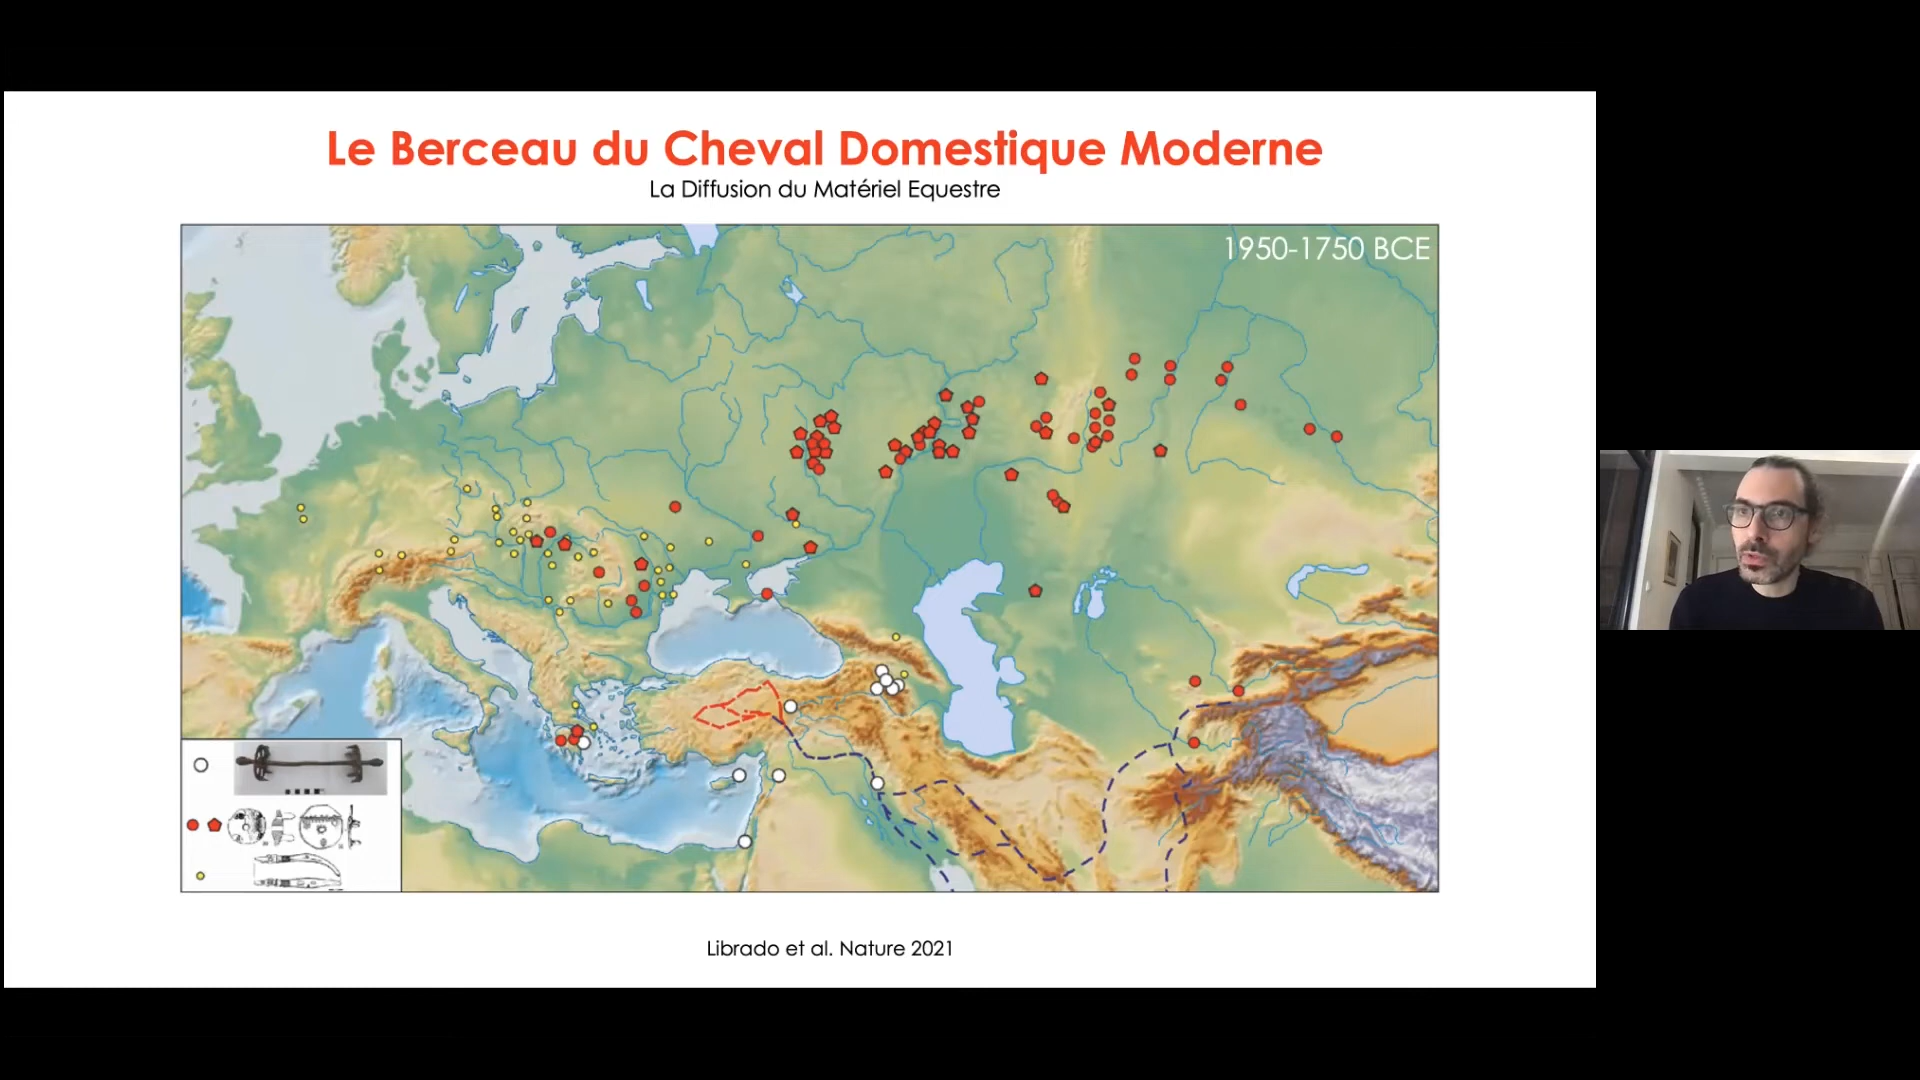 Le Berceau du Cheval Domestique Moderne
La Diffusion du Matériel Equestre
1950-1750 BCE
Librado et al. Nature 2021